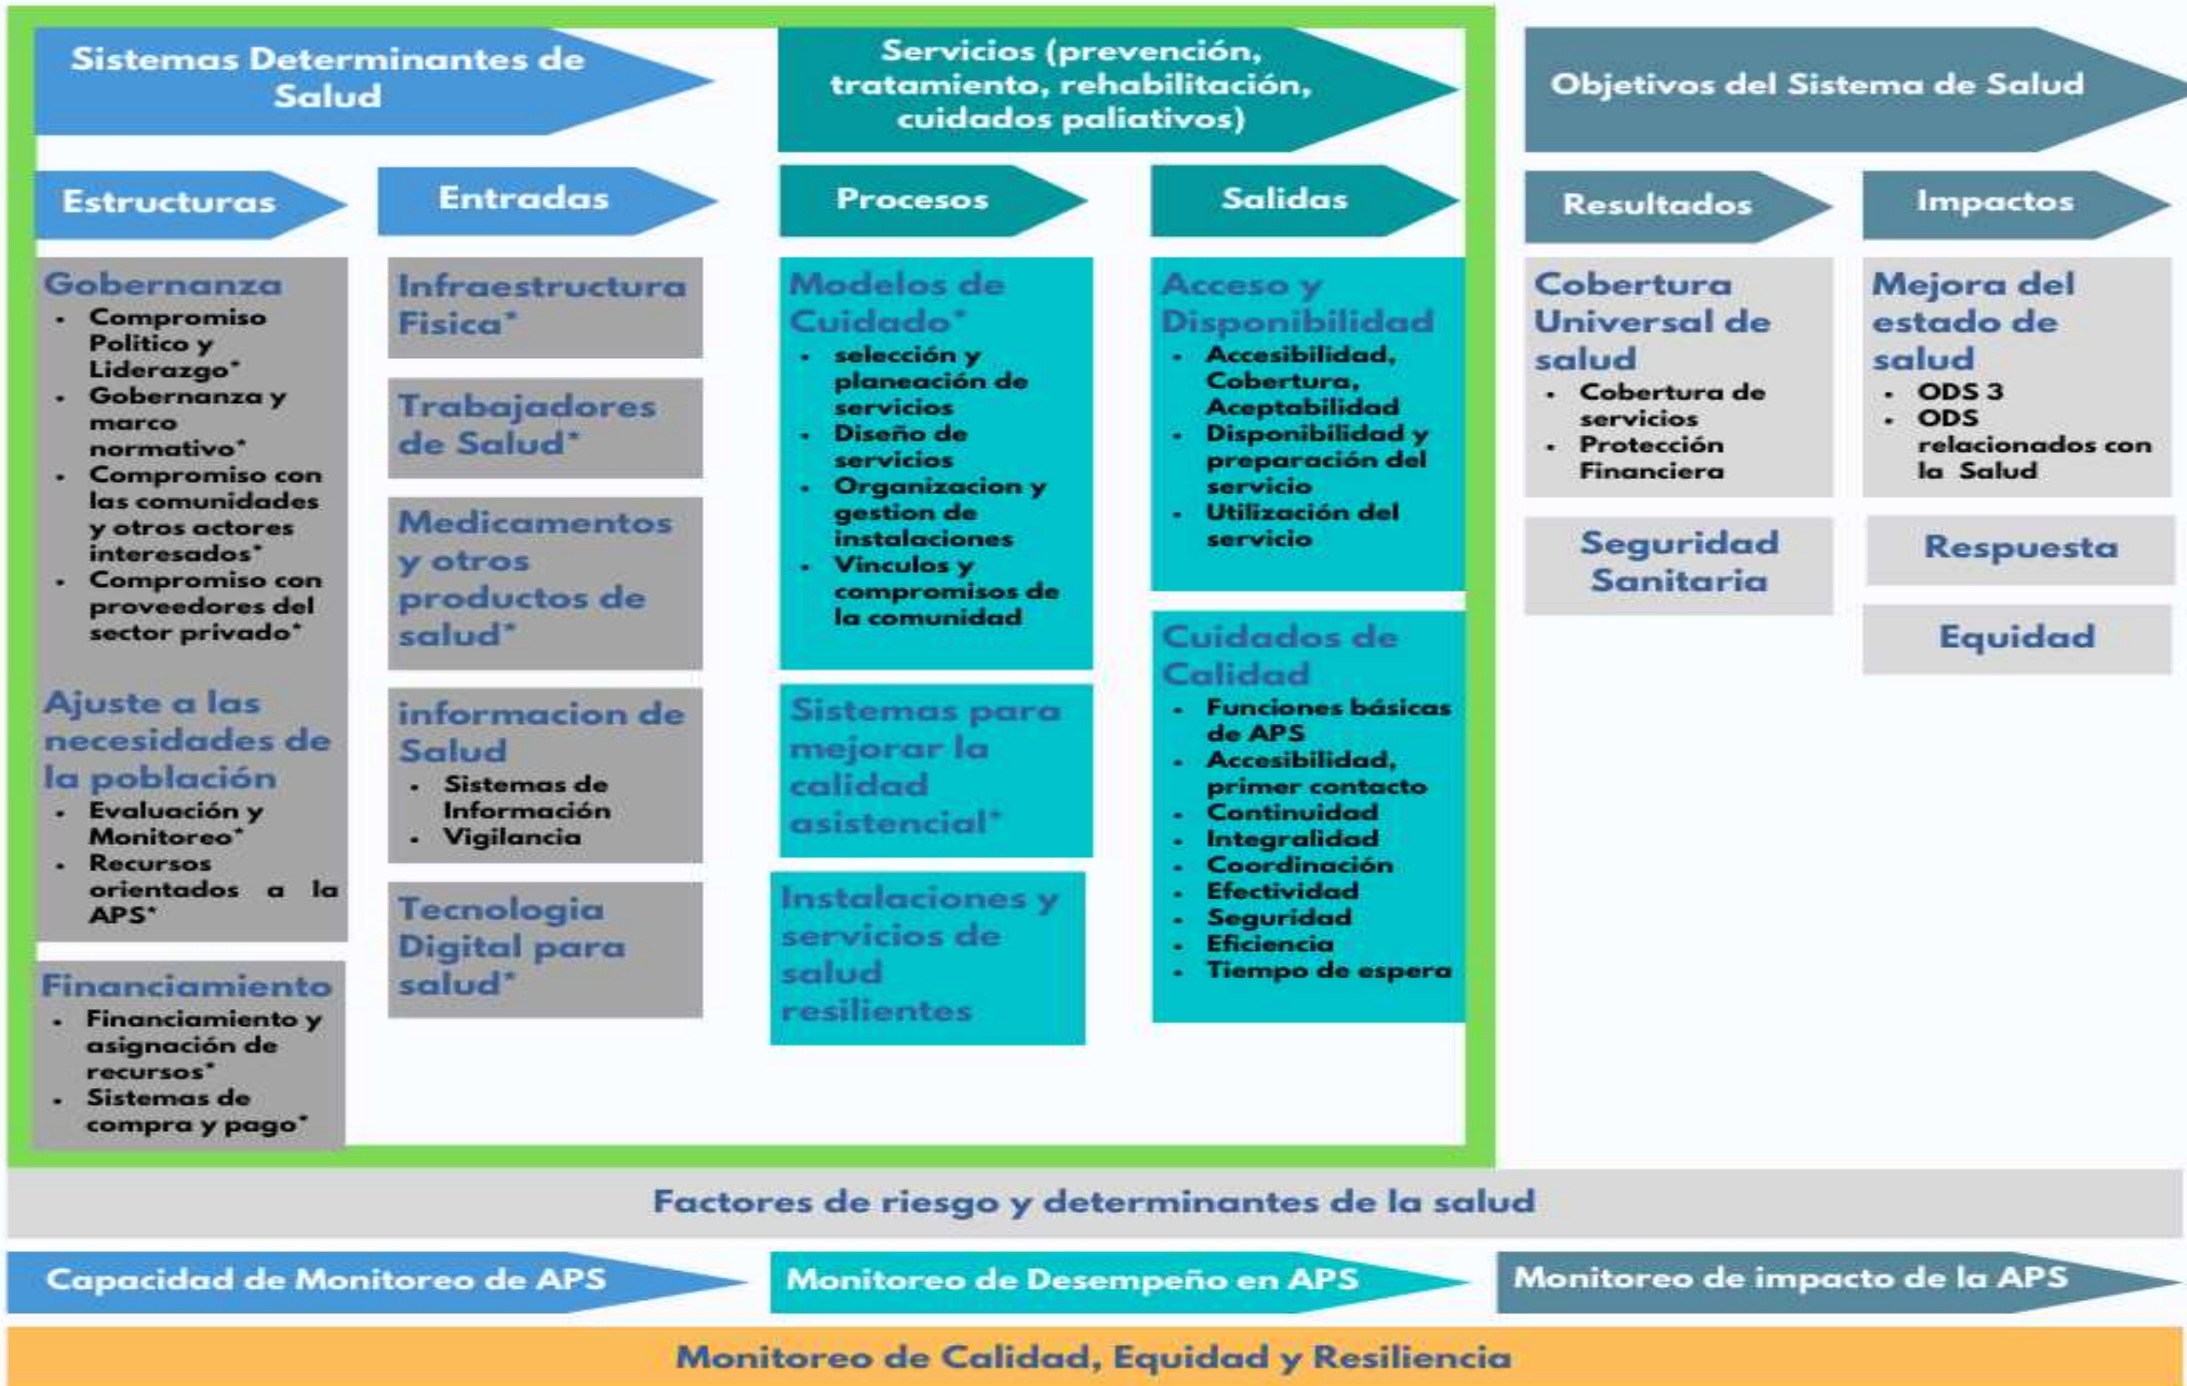 Sistemas Determinantes de
Salud
Servicios (prevención,
tratamiento, rehabilitación,
cuidados paliativos)
Objetivos del Sistema de Salud
Estructuras
Entradas
Procesos
Salidas
Resultados
Impactos
Gobernanza
• Compromiso
Politico y
Liderazgo*
• Gobernanza y
marco
normativo*
• Compromiso con
las comunidades
y otros actores
interesados*
• Compromiso con
proveedores del
sector privado*
Ajuste a las
necesidades de
la población
• Evaluación y
Monitoreo*
• Recursos
orientados a la
APS*
Financiamiento
• Financiamiento y
asignación de
recursos*
• Sistemas de
compra y pago*
Infraestructura
Fisica*
Trabajadores
de Salud*
Medicamentos
y otros
productos de
salud*
informacion de
Salud
• Sistemas de
Información
• Vigilancia
Tecnologia
Digital para
salud*
Modelos de
Cuidado*
• selección y
planeación de
servicios
• Diseño de
servicios
• Organizacion y
gestion de
instalaciones
• Vinculos y
compromisos de
la comunidad
Sistemas para
mejorar la
calidad
asistencial*
Instalaciones y
servicios de
salud
resilientes
Acceso y
Disponibilidad
• Accesibilidad,
Cobertura,
Aceptabilidad
• Disponibilidad y
preparación del
servicio
• Utilización del
servicio
Cuidados de
Calidad
• Funciones básicas
de APS
• Accesibilidad,
primer contacto
• Continuidad
• Integralidad
• Coordinación
• Efectividad
• Seguridad
• Eficiencia
• Tiempo de espera
Cobertura
Universal de
salud
• Cobertura de
servicios
• Protección
Financiera
Seguridad
Sanitaria
Mejora del
estado de
salud
• ODS 3
• ODS
relacionados con
la Salud
Respuesta
Equidad
Factores de riesgo y determinantes de la salud
Capacidad de Monitoreo de APS
Monitoreo de Desempeño en APS
Monitoreo de impacto de la APS
Monitoreo de Calidad, Equidad y Resiliencia